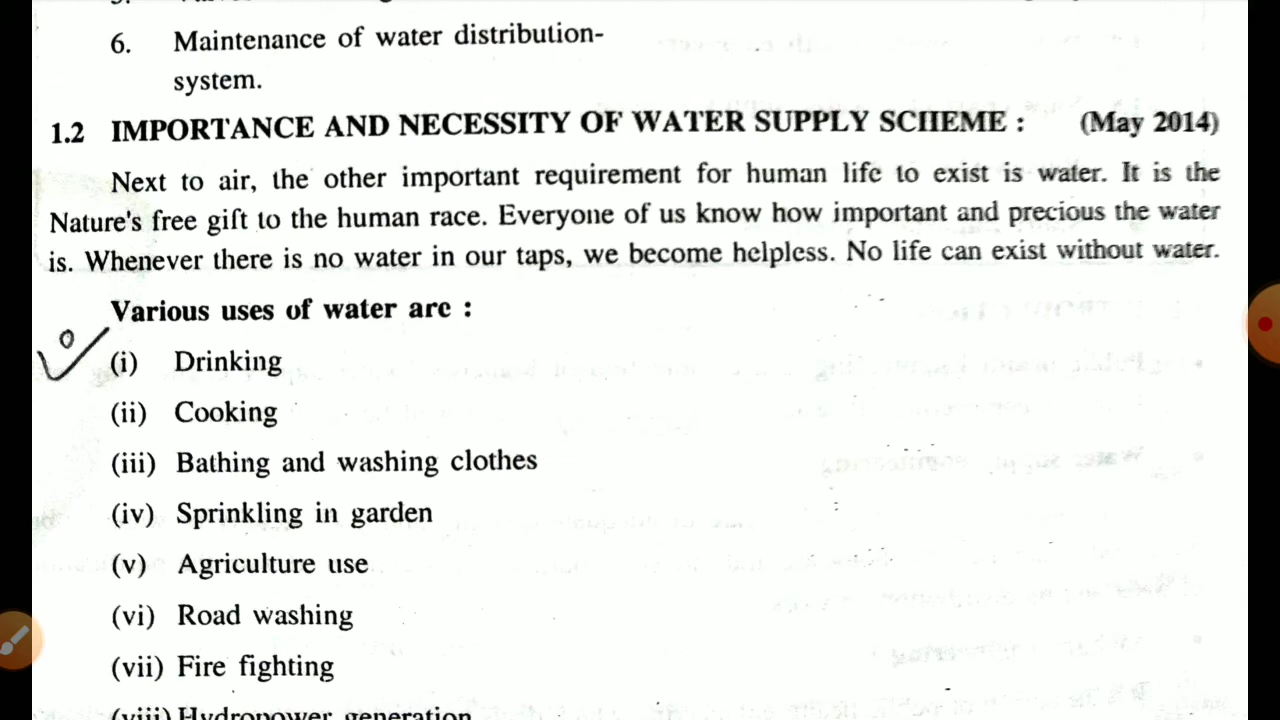 6. Maintenance of water distribution-
system.
1.2 IMPORTANCE AND NECESSITY OF WATER SUPPLY SCHEME : (May 2014)
Next to air, the other important requirement for human life to exist is water. It is the
Nature's free gift to the human race. Everyone of us know how important and precious the water
is. Whenever there is no water in our taps, we become helpless. No life can exist without water.
Various uses of water are :
(i) Drinking
(ii) Cooking
(iii) Bathing and washing clothes
(iv) Sprinkling in garden
(v) Agriculture use
(vi) Road washing
(vii) Fire fighting
(viii) Hydropower generation